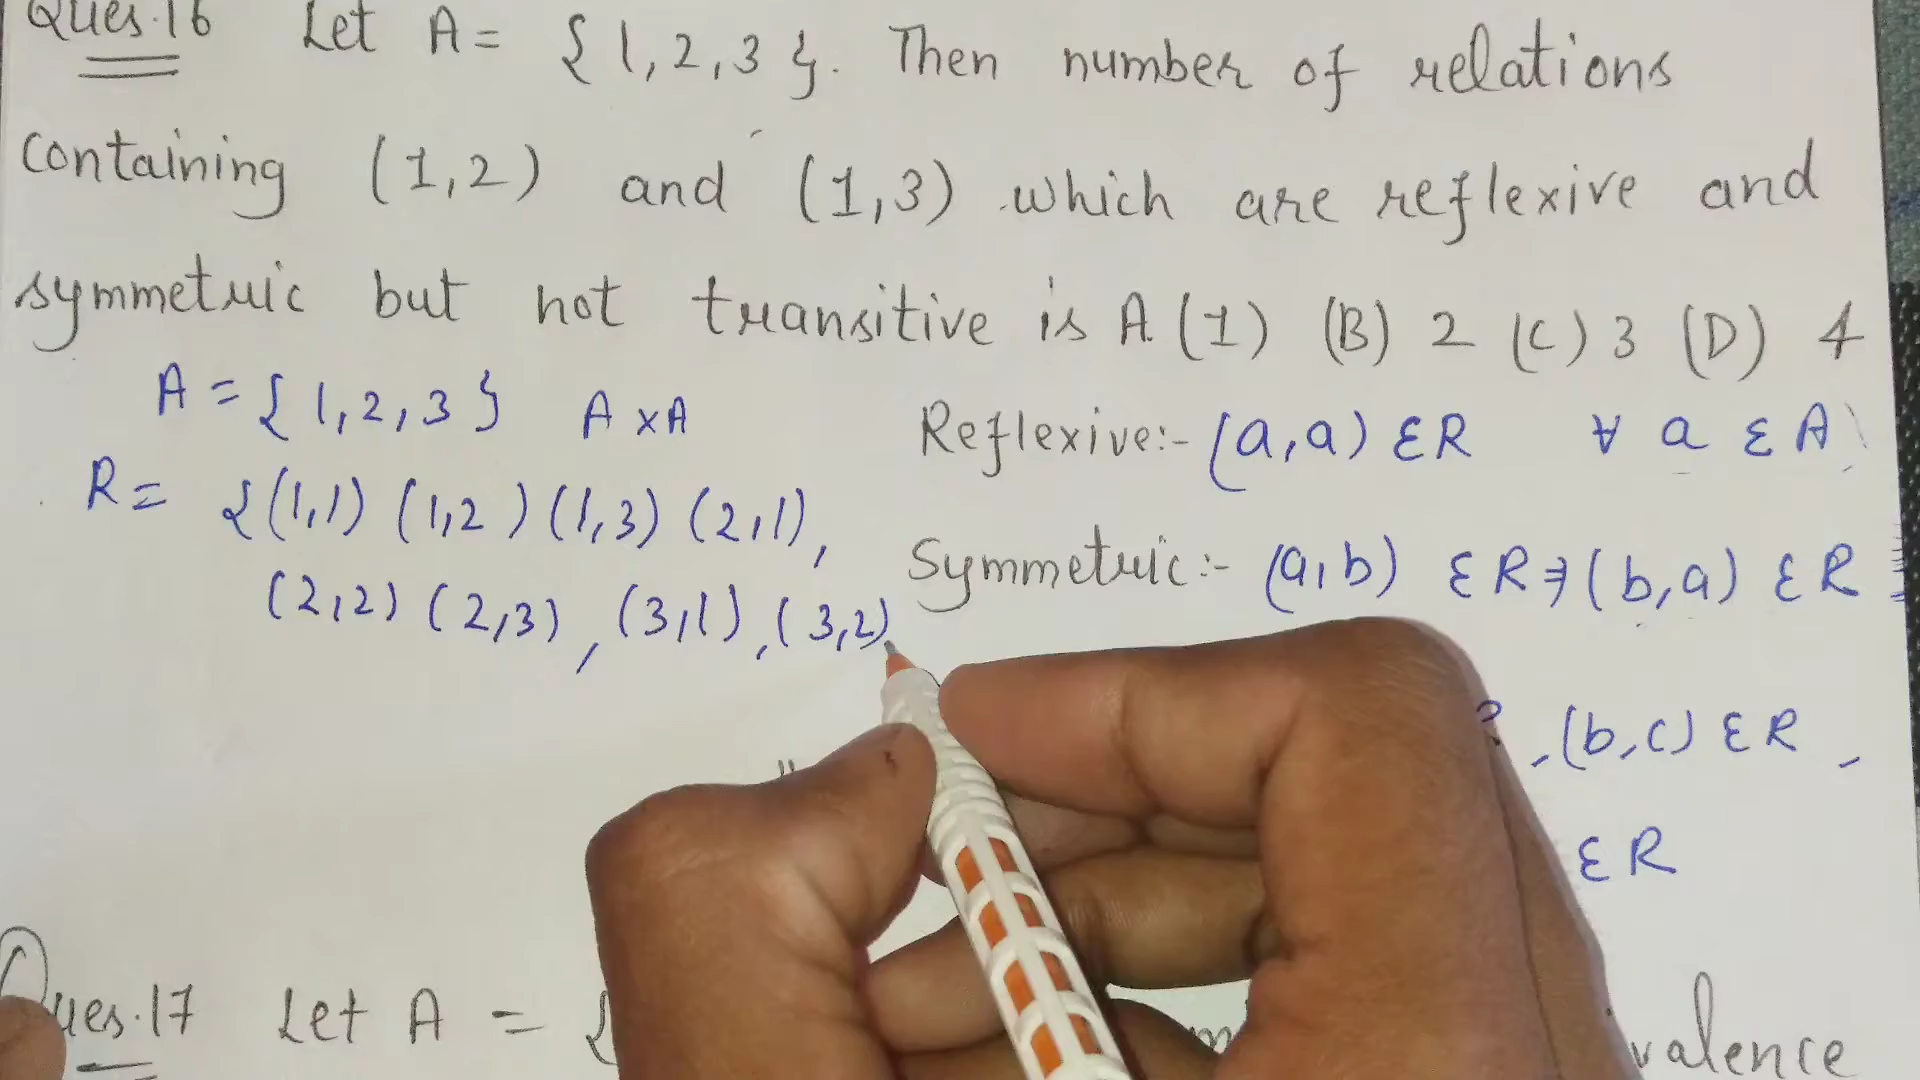 Ques.16 Let A = {1,2,3}. Then number of relations
containing (1,2) and (1,3) which are reflexive and
symmetric but not transitive is A (1) (B) 2 (C) 3 (D) 4
A = {1,2,3} A x A
R = {(1,1) (1,2) (1,3) (2,1),
(2,2) (2,3), (3,1), (3,2)
Reflexive:- (a,a) ∈ R ∀ a ∈ A
Symmetric:- (a,b) ∈ R ⇒ (b,a) ∈ R
, (b,c) ∈ R,
∈ R
Ques.17 Let A = {